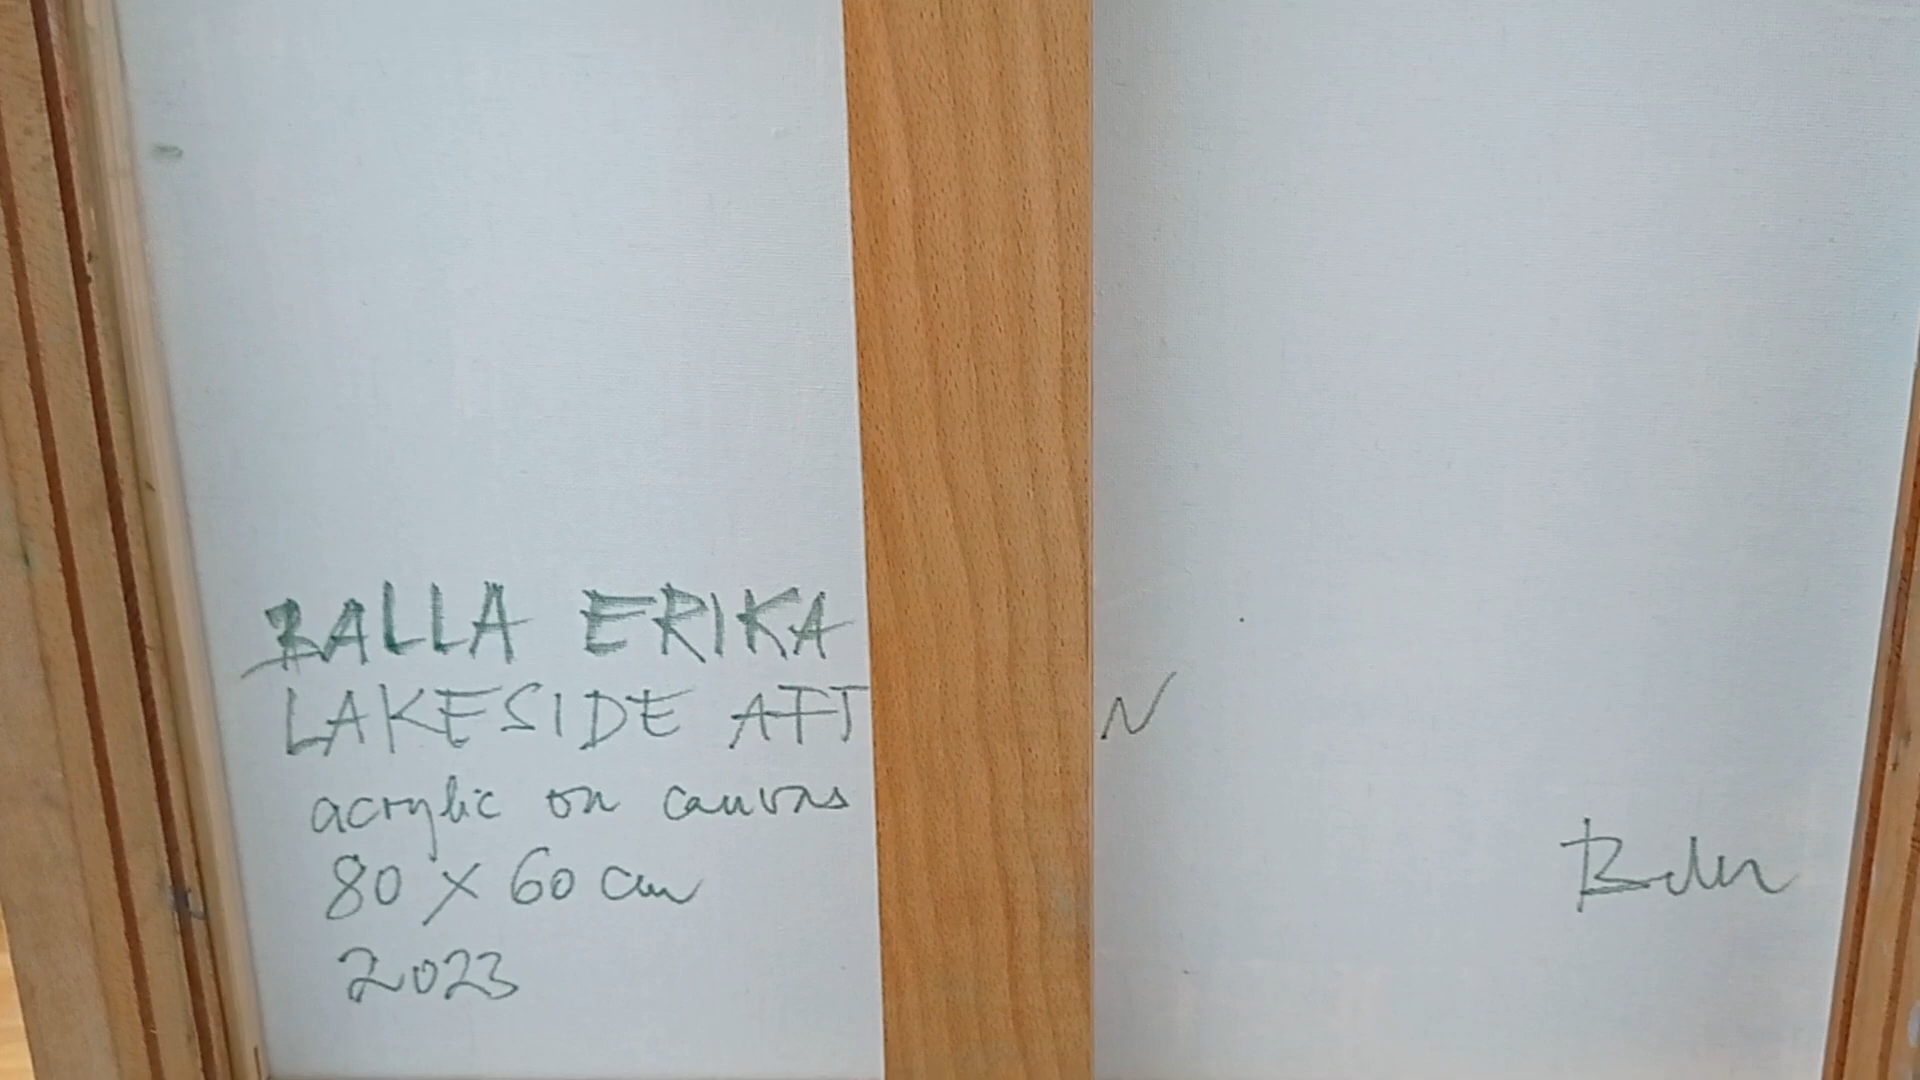 BALLA ERIKA
LAKESIDE AFT N
acrylic on canvas
80 x 60 cm
2023